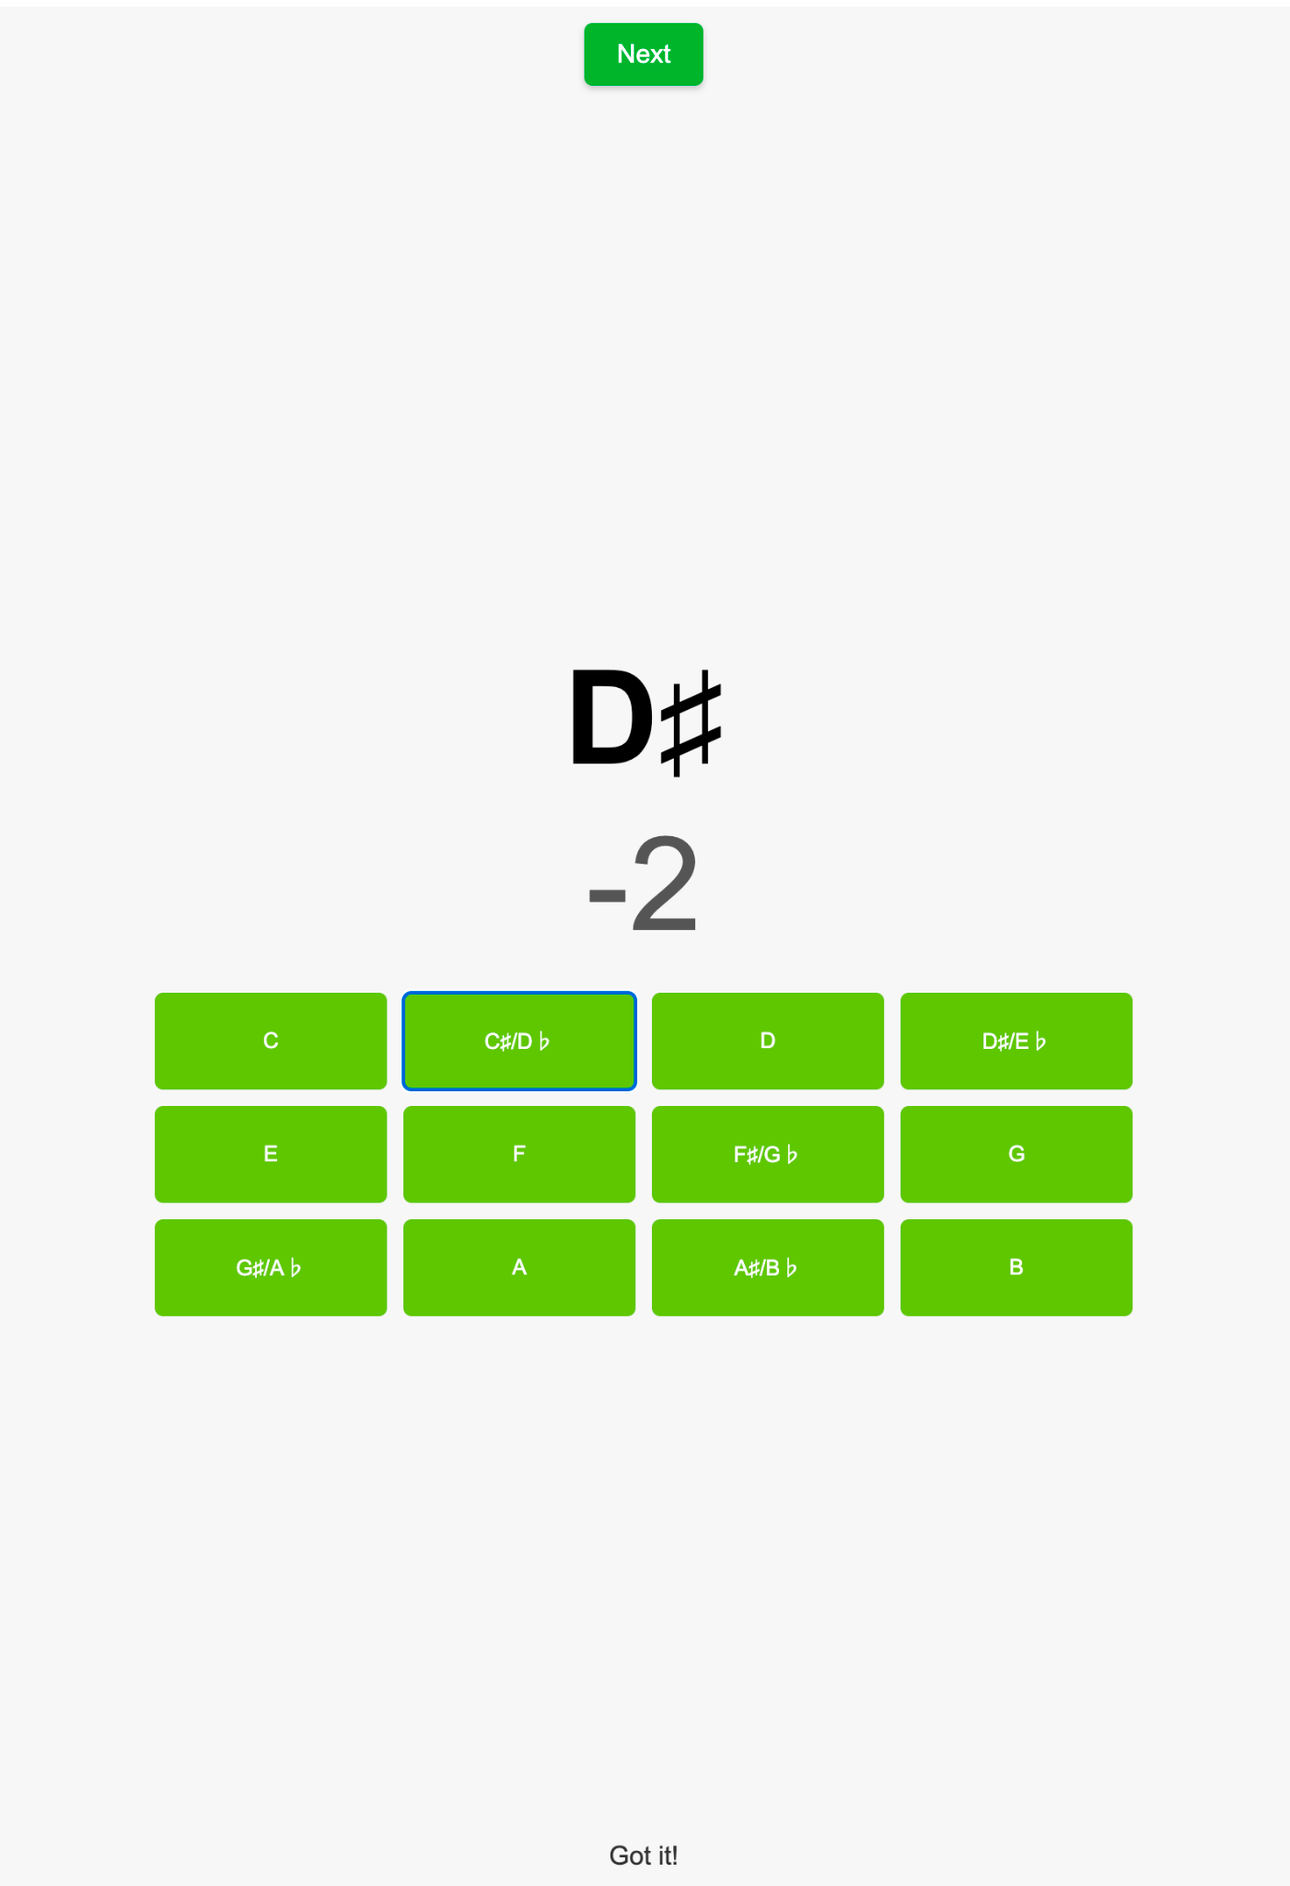 Next
D♯
-2
C C♯/D♭ D D♯/E♭
E F F♯/G♭ G
G♯/A♭ A A♯/B♭ B
Got it!